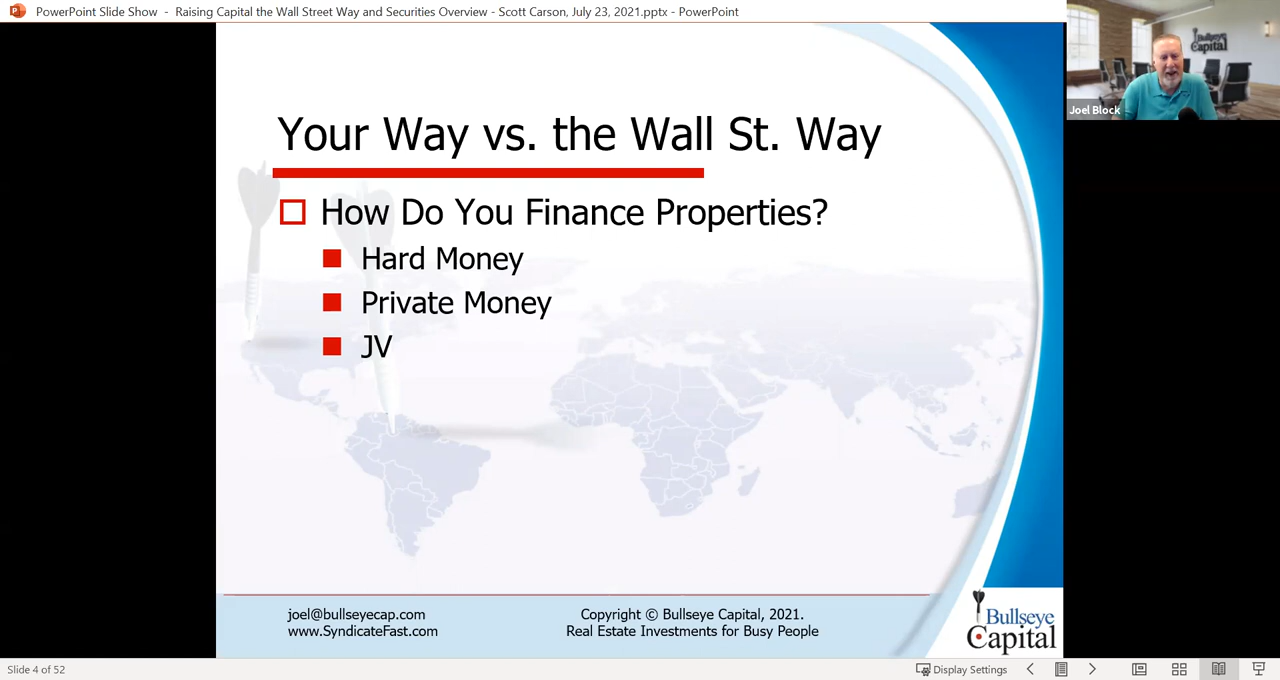 PowerPoint Slide Show - Raising Capital the Wall Street Way and Securities Overview - Scott Carson, July 23, 2021.pptx - PowerPoint
Bullseye
Capital
Joel Block
Your Way vs. the Wall St. Way
How Do You Finance Properties?
Hard Money
Private Money
JV
joel@bullseyecap.com
www.SyndicateFast.com
Copyright © Bullseye Capital, 2021.
Real Estate Investments for Busy People
Bullseye
Capital
Slide 4 of 52
Display Settings